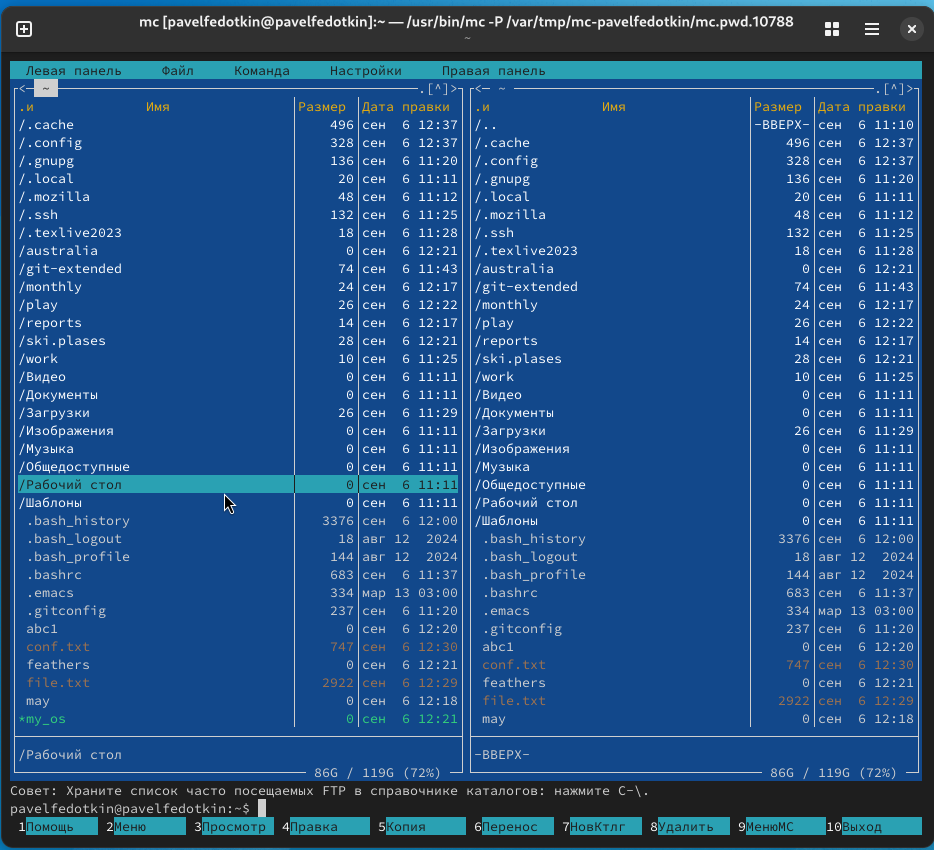 mc [pavelfedotkin@pavelfedotkin]:~ — /usr/bin/mc -P /var/tmp/mc-pavelfedotkin/mc.pwd.10788
~
Левая панель Файл Команда Настройки Правая панель
<─ ~ .[^]>
.и Имя Размер Дата правки
/.cache 496 сен 6 12:37
/.config 328 сен 6 12:37
/.gnupg 136 сен 6 11:20
/.local 20 сен 6 11:11
/.mozilla 48 сен 6 11:12
/.ssh 132 сен 6 11:25
/.texlive2023 18 сен 6 11:28
/australia 0 сен 6 12:21
/git-extended 74 сен 6 11:43
/monthly 24 сен 6 12:17
/play 26 сен 6 12:22
/reports 14 сен 6 12:17
/ski.plases 28 сен 6 12:21
/work 10 сен 6 11:25
/Видео 0 сен 6 11:11
/Документы 0 сен 6 11:11
/Загрузки 26 сен 6 11:29
/Изображения 0 сен 6 11:11
/Музыка 0 сен 6 11:11
/Общедоступные 0 сен 6 11:11
/Рабочий стол 0 сен 6 11:11
/Шаблоны 0 сен 6 11:11
.bash_history 3376 сен 6 12:00
.bash_logout 18 авг 12 2024
.bash_profile 144 авг 12 2024
.bashrc 683 сен 6 11:37
.emacs 334 мар 13 03:00
.gitconfig 237 сен 6 11:20
abc1 0 сен 6 12:20
conf.txt 747 сен 6 12:30
feathers 0 сен 6 12:21
file.txt 2922 сен 6 12:29
may 0 сен 6 12:18
*my_os 0 сен 6 12:21
/Рабочий стол
86G / 119G (72%)
<─ ~ .[^]>
.и Имя Размер Дата правки
/.. -ВВЕРХ- сен 6 11:10
/.cache 496 сен 6 12:37
/.config 328 сен 6 12:37
/.gnupg 136 сен 6 11:20
/.local 20 сен 6 11:11
/.mozilla 48 сен 6 11:12
/.ssh 132 сен 6 11:25
/.texlive2023 18 сен 6 11:28
/australia 0 сен 6 12:21
/git-extended 74 сен 6 11:43
/monthly 24 сен 6 12:17
/play 26 сен 6 12:22
/reports 14 сен 6 12:17
/ski.plases 28 сен 6 12:21
/work 10 сен 6 11:25
/Видео 0 сен 6 11:11
/Документы 0 сен 6 11:11
/Загрузки 26 сен 6 11:29
/Изображения 0 сен 6 11:11
/Музыка 0 сен 6 11:11
/Общедоступные 0 сен 6 11:11
/Рабочий стол 0 сен 6 11:11
/Шаблоны 0 сен 6 11:11
.bash_history 3376 сен 6 12:00
.bash_logout 18 авг 12 2024
.bash_profile 144 авг 12 2024
.bashrc 683 сен 6 11:37
.emacs 334 мар 13 03:00
.gitconfig 237 сен 6 11:20
abc1 0 сен 6 12:20
conf.txt 747 сен 6 12:30
feathers 0 сен 6 12:21
file.txt 2922 сен 6 12:29
may 0 сен 6 12:18
-ВВЕРХ-
86G / 119G (72%)
Совет: Храните список часто посещаемых FTP в справочнике каталогов: нажмите C-\.
pavelfedotkin@pavelfedotkin:~$
1Помощь 2Меню 3Просмотр 4Правка 5Копия 6Перенос 7НовКтлг 8Удалить 9МенюМС 10Выход